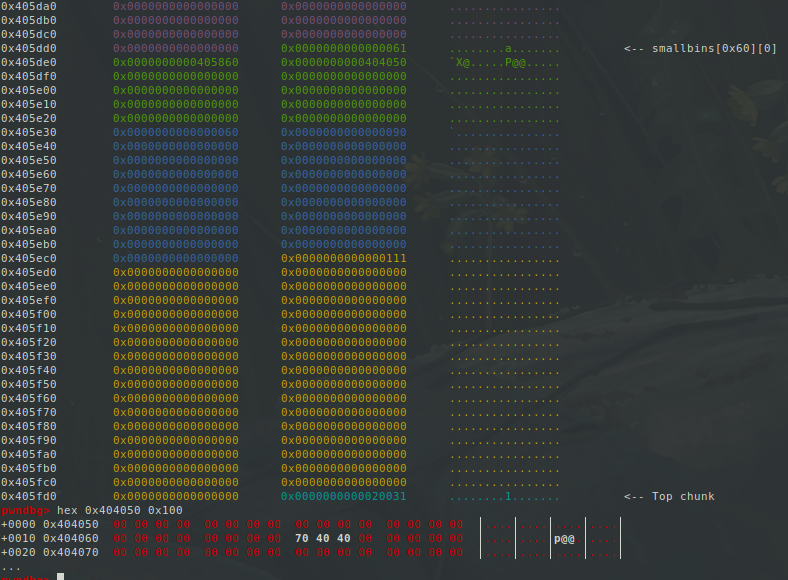 0x405da0 0x0000000000000000 0x0000000000000000 ................
0x405db0 0x0000000000000000 0x0000000000000000 ................
0x405dc0 0x0000000000000000 0x0000000000000000 ................
0x405dd0 0x0000000000000000 0x0000000000000061 ........a....... <-- smallbins[0x60][0]
0x405de0 0x0000000000405860 0x0000000000404050 `X@.....P@@.....
0x405df0 0x0000000000000000 0x0000000000000000 ................
0x405e00 0x0000000000000000 0x0000000000000000 ................
0x405e10 0x0000000000000000 0x0000000000000000 ................
0x405e20 0x0000000000000000 0x0000000000000000 ................
0x405e30 0x0000000000000060 0x0000000000000090 `...............
0x405e40 0x0000000000000000 0x0000000000000000 ................
0x405e50 0x0000000000000000 0x0000000000000000 ................
0x405e60 0x0000000000000000 0x0000000000000000 ................
0x405e70 0x0000000000000000 0x0000000000000000 ................
0x405e80 0x0000000000000000 0x0000000000000000 ................
0x405e90 0x0000000000000000 0x0000000000000000 ................
0x405ea0 0x0000000000000000 0x0000000000000000 ................
0x405eb0 0x0000000000000000 0x0000000000000000 ................
0x405ec0 0x0000000000000000 0x0000000000000111 ................
0x405ed0 0x0000000000000000 0x0000000000000000 ................
0x405ee0 0x0000000000000000 0x0000000000000000 ................
0x405ef0 0x0000000000000000 0x0000000000000000 ................
0x405f00 0x0000000000000000 0x0000000000000000 ................
0x405f10 0x0000000000000000 0x0000000000000000 ................
0x405f20 0x0000000000000000 0x0000000000000000 ................
0x405f30 0x0000000000000000 0x0000000000000000 ................
0x405f40 0x0000000000000000 0x0000000000000000 ................
0x405f50 0x0000000000000000 0x0000000000000000 ................
0x405f60 0x0000000000000000 0x0000000000000000 ................
0x405f70 0x0000000000000000 0x0000000000000000 ................
0x405f80 0x0000000000000000 0x0000000000000000 ................
0x405f90 0x0000000000000000 0x0000000000000000 ................
0x405fa0 0x0000000000000000 0x0000000000000000 ................
0x405fb0 0x0000000000000000 0x0000000000000000 ................
0x405fc0 0x0000000000000000 0x0000000000000000 ................
0x405fd0 0x0000000000000000 0x0000000000020031 ........1....... <-- Top chunk
pwndbg> hex 0x404050 0x100
+0000 0x404050 00 00 00 00 00 00 00 00 00 00 00 00 00 00 00 00 │....│....│....│....│
+0010 0x404060 00 00 00 00 00 00 00 00 70 40 40 00 00 00 00 00 │....│....│p@@.│....│
+0020 0x404070 00 00 00 00 00 00 00 00 00 00 00 00 00 00 00 00 │....│....│....│....│
...
pwndbg>